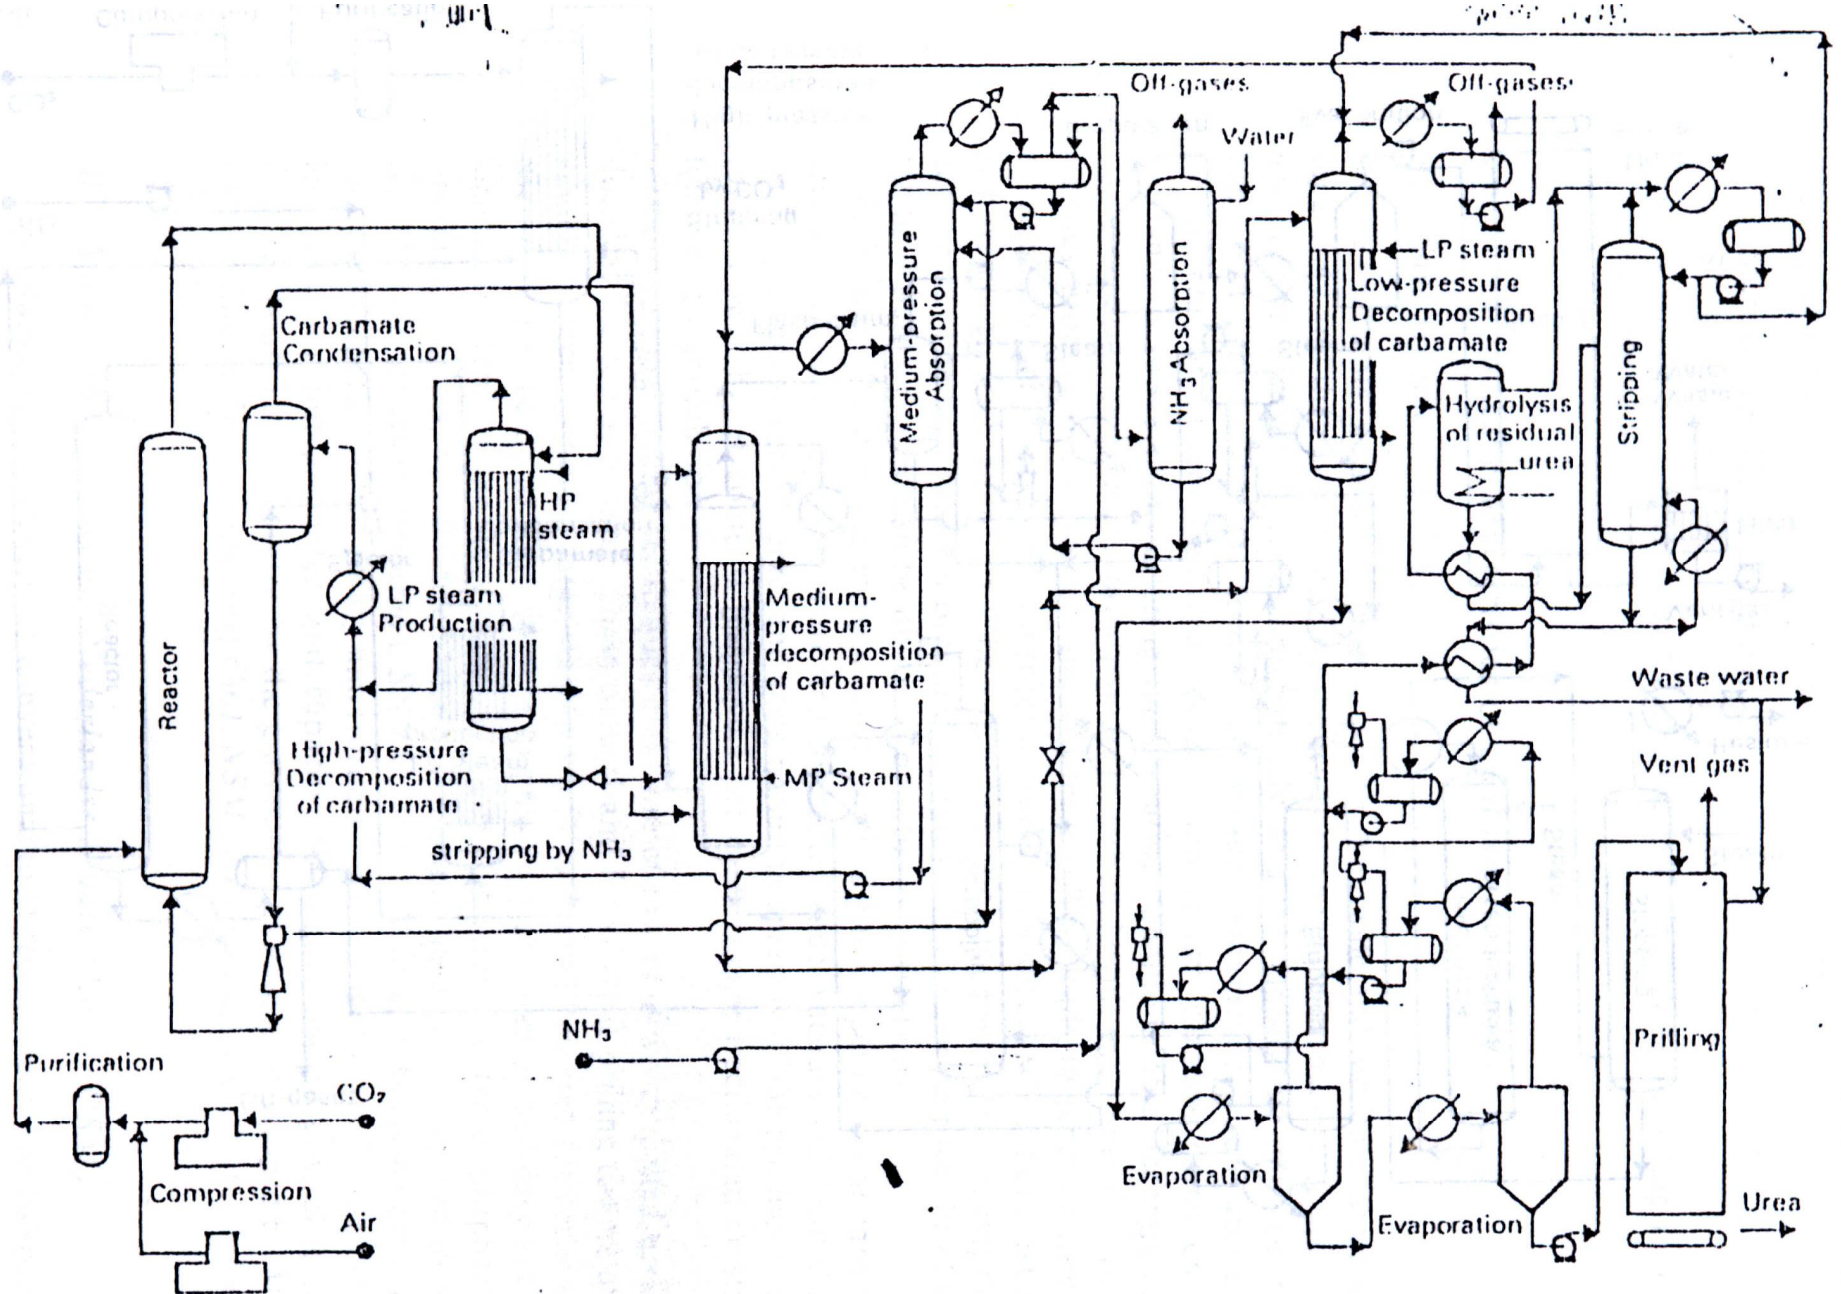 Off-gases
Off-gases
Water
LP steam
Low-pressure
Decomposition
of carbamate
Medium-pressure
Absorption
NH₃ Absorption
Stripping
Hydrolysis
of residual
urea
Carbamate
Condensation
HP
steam
LP steam
Production
Reactor
Medium-
pressure
decomposition
of carbamate
MP Steam
High-pressure
Decomposition
of carbamate
stripping by NH₃
Waste water
Vent gas
NH₃
Purification
CO₂
Compression
Air
Evaporation
Evaporation
Prilling
Urea